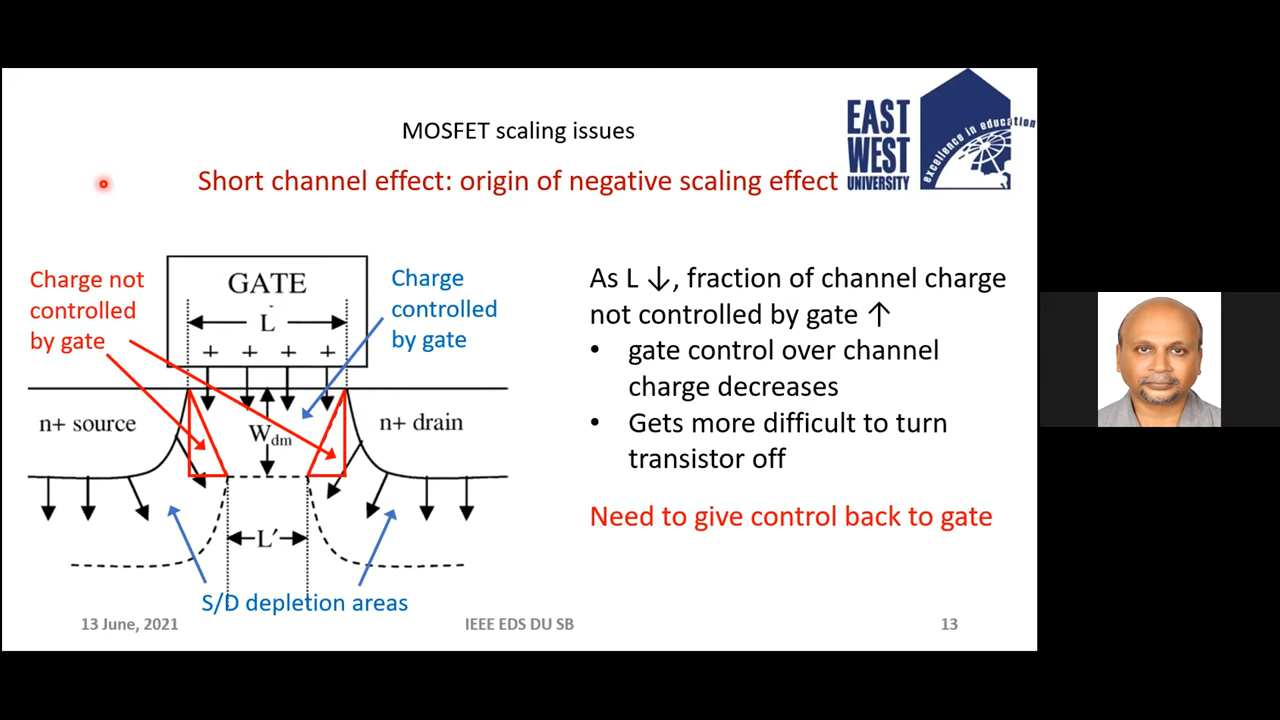 MOSFET scaling issues
Short channel effect: origin of negative scaling effect
EAST
WEST
UNIVERSITY
excellence in education
Charge not
controlled
by gate
GATE
L
+ + + +
Charge
controlled
by gate
n+ source
Wdm
n+ drain
L′
S/D depletion areas
As L ↓, fraction of channel charge
not controlled by gate ↑
• gate control over channel
charge decreases
• Gets more difficult to turn
transistor off
Need to give control back to gate
13 June, 2021
IEEE EDS DU SB
13